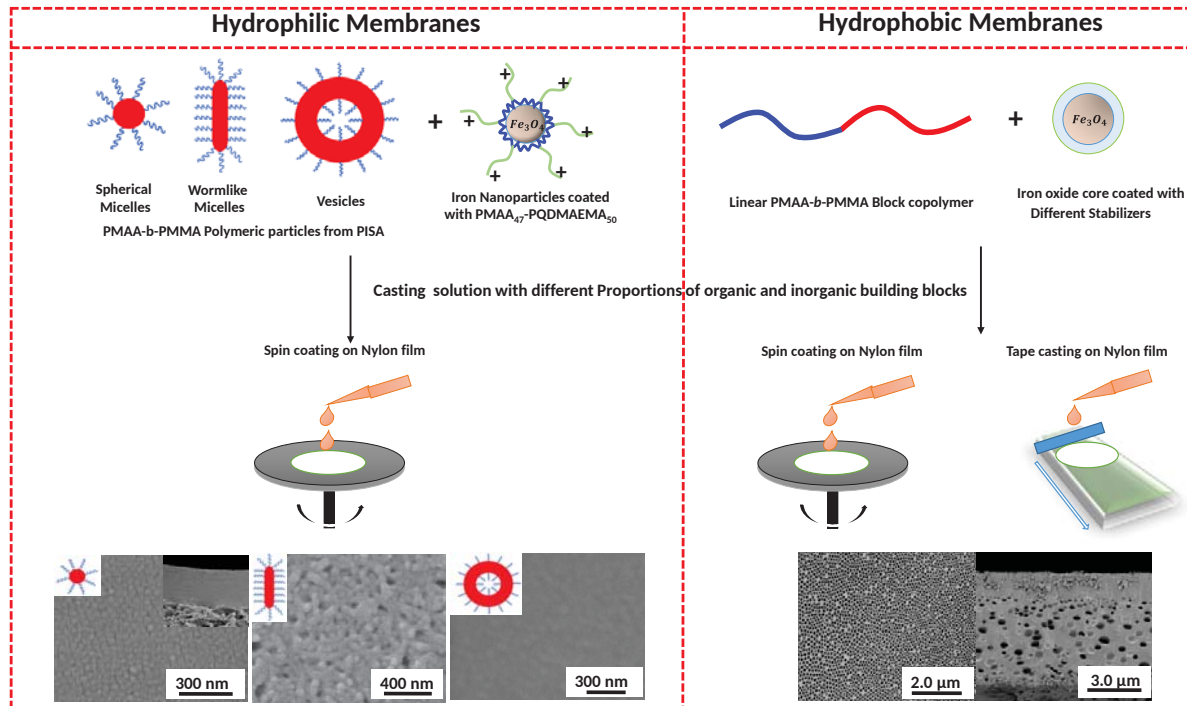 Hydrophilic Membranes
Hydrophobic Membranes
Fe₃O₄
+
+
+
+
+
+
+
Spherical
Micelles
Wormlike
Micelles
Vesicles
Iron Nanoparticles coated
with PMAA₄₇-PQDMAEMA₅₀
PMAA-b-PMMA Polymeric particles from PISA
+
Fe₃O₄
Linear PMAA-b-PMMA Block copolymer
Iron oxide core coated with
Different Stabilizers
Casting solution with different Proportions of organic and inorganic building blocks
Spin coating on Nylon film
Spin coating on Nylon film
Tape casting on Nylon film
300 nm
400 nm
300 nm
2.0 µm
3.0 µm